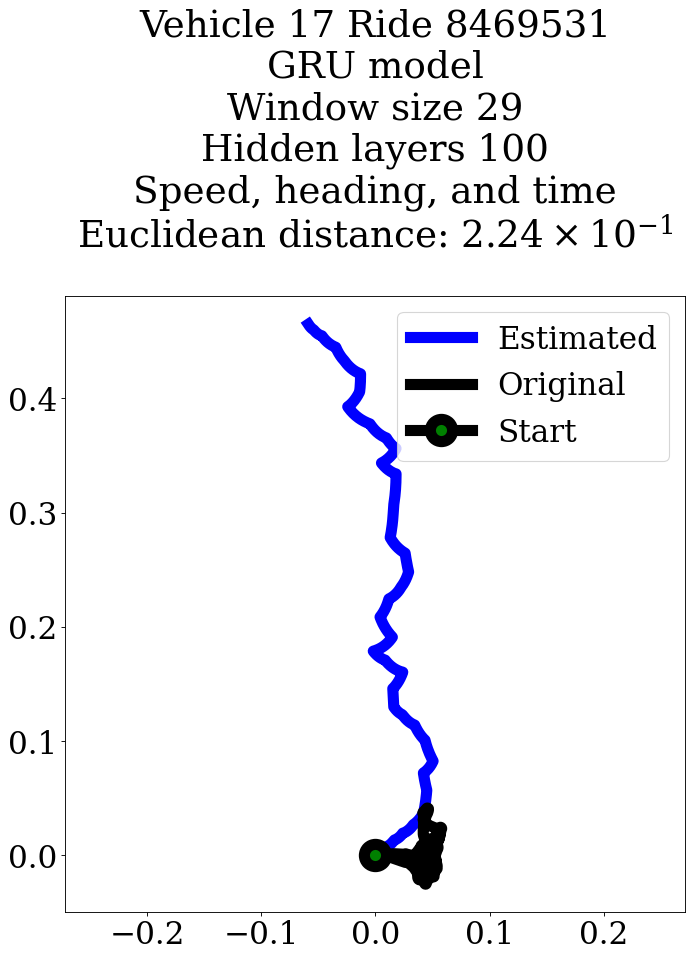 Vehicle 17 Ride 8469531
GRU model
Window size 29
Hidden layers 100
Speed, heading, and time
Euclidean distance: 2.24 × 10⁻¹
Estimated
Original
Start
0.4
0.3
0.2
0.1
0.0
−0.2 −0.1 0.0 0.1 0.2